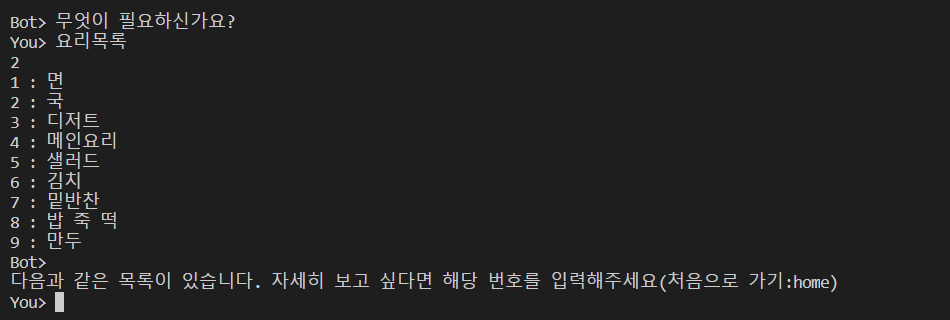 Bot> 무엇이 필요하신가요?
You> 요리목록
2
1 : 면
2 : 국
3 : 디저트
4 : 메인요리
5 : 샐러드
6 : 김치
7 : 밑반찬
8 : 밥 죽 떡
9 : 만두
Bot>
다음과 같은 목록이 있습니다. 자세히 보고 싶다면 해당 번호를 입력해주세요(처음으로 가기:home)
You>